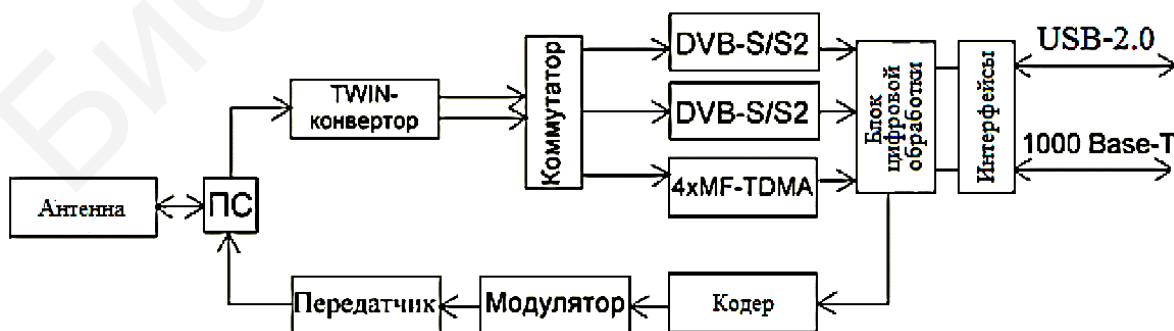 Биб
DVB-S/S2
USB-2.0
TWIN-
конвертор
Коммутатор
DVB-S/S2
Блок
цифровой
обработки
Интерфейсы
1000 Base-T
4xMF-TDMA
Антенна
ПС
Передатчик
Модулятор
Кодер